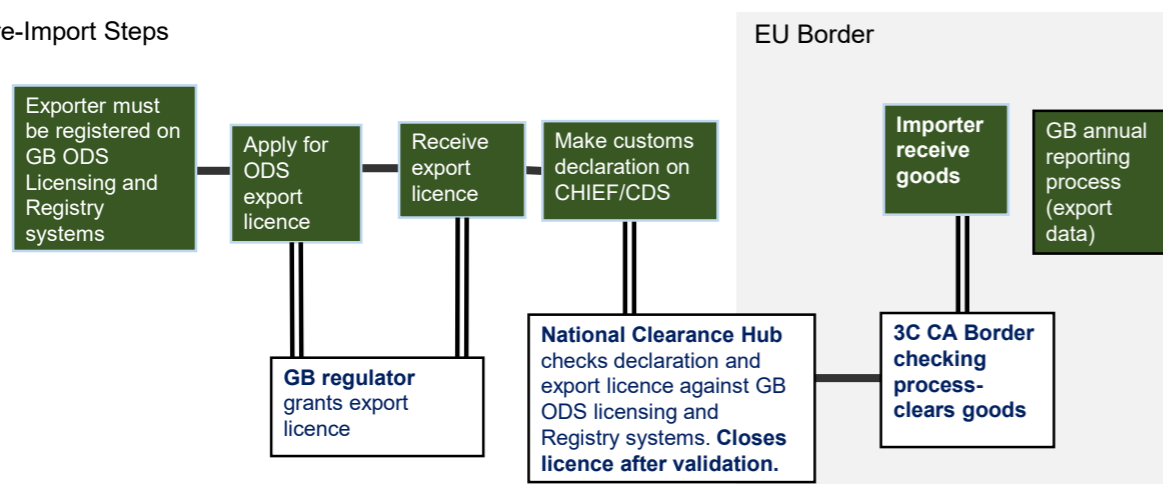 e-Import Steps
EU Border
Exporter must
be registered on
GB ODS
Licensing and
Registry
systems
Apply for
ODS
export
licence
Receive
export
licence
Make customs
declaration on
CHIEF/CDS
Importer
receive
goods
GB annual
reporting
process
(export
data)
GB regulator
grants export
licence
National Clearance Hub
checks declaration and
export licence against GB
ODS licensing and
Registry systems. Closes
licence after validation.
3C CA Border
checking
process-
clears goods